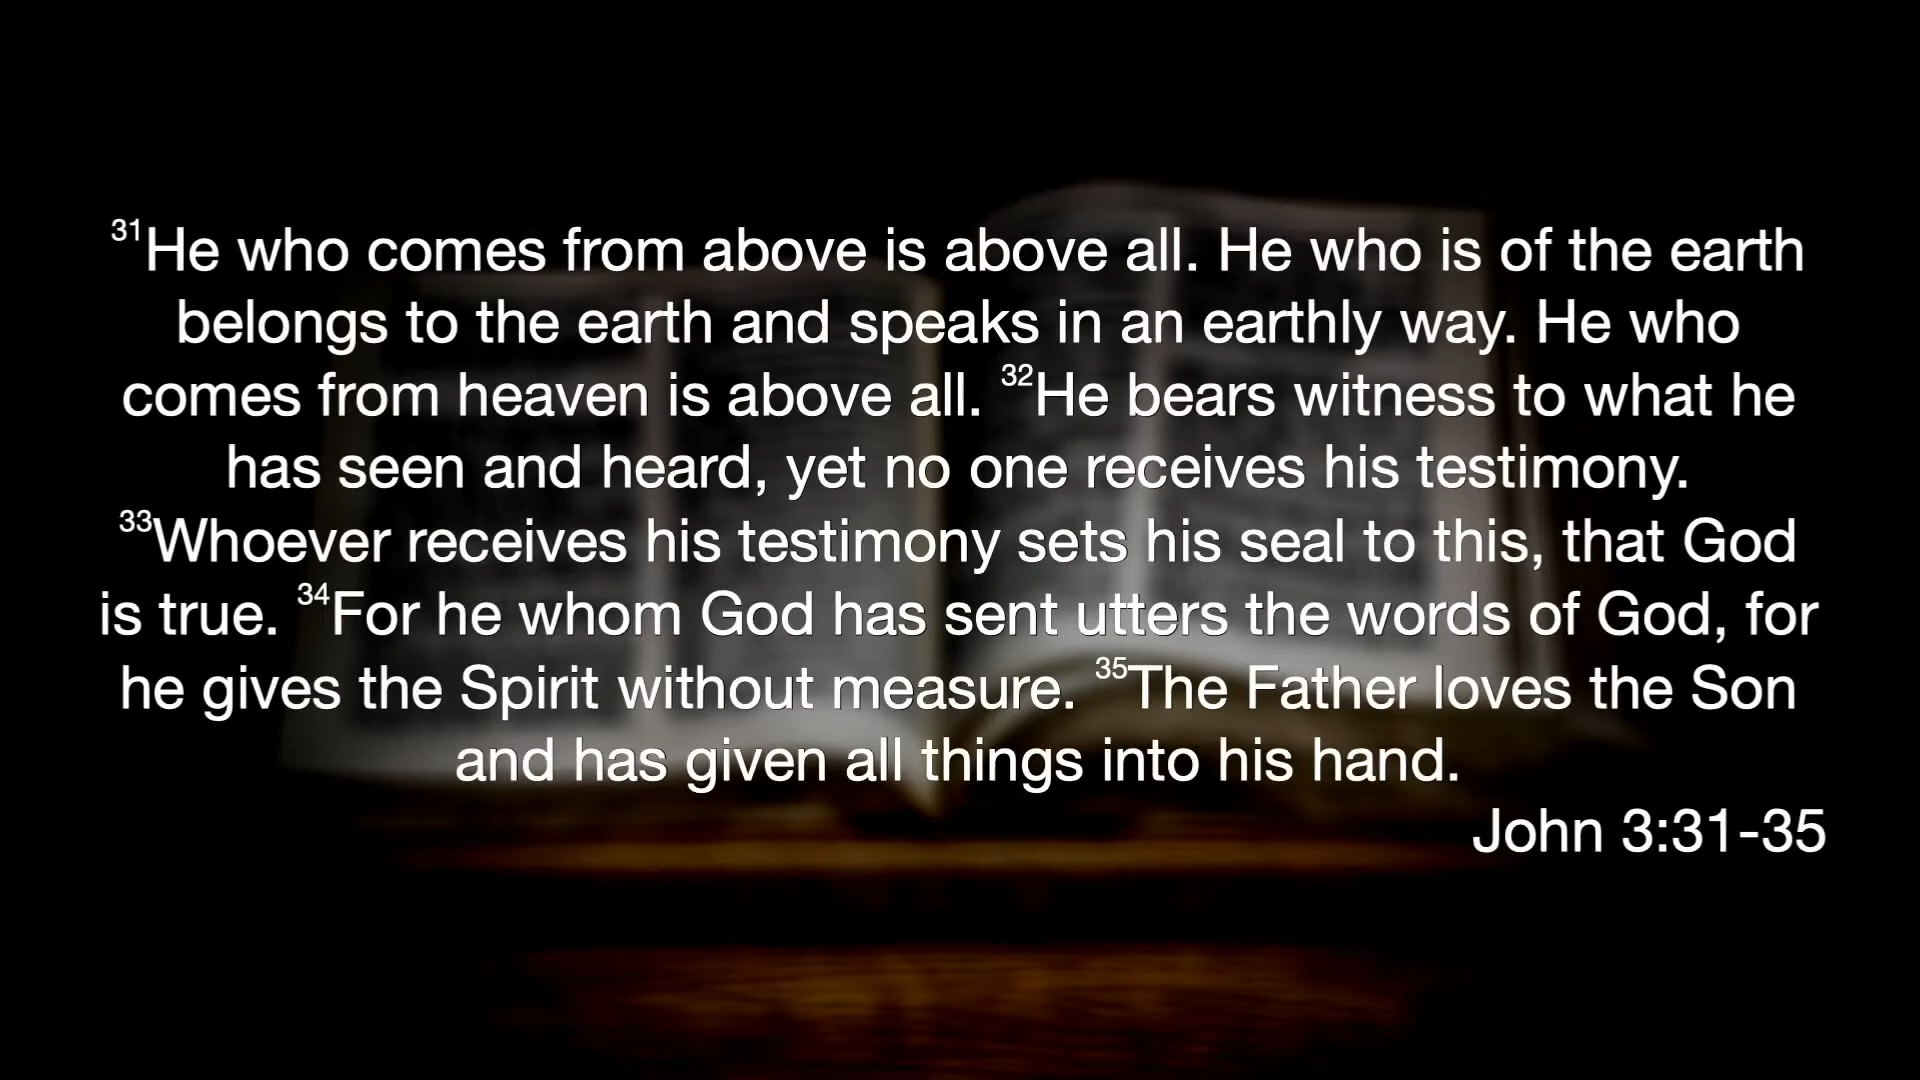 31He who comes from above is above all. He who is of the earth
belongs to the earth and speaks in an earthly way. He who
comes from heaven is above all. 32He bears witness to what he
has seen and heard, yet no one receives his testimony.
33Whoever receives his testimony sets his seal to this, that God
is true. 34For he whom God has sent utters the words of God, for
he gives the Spirit without measure. 35The Father loves the Son
and has given all things into his hand.
John 3:31-35